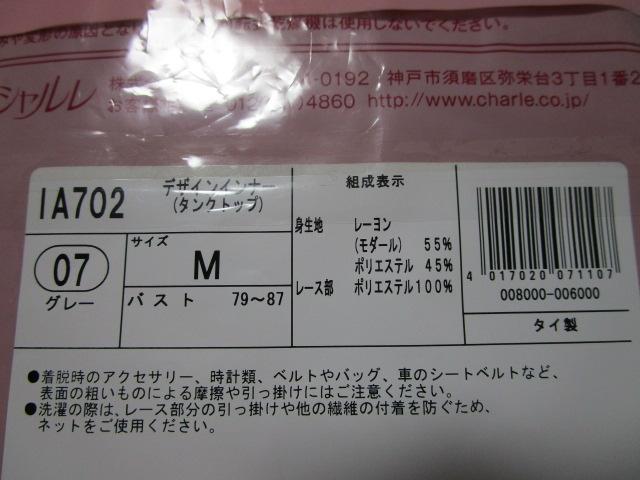 みや変形の原因とな 乾燥機は使用しないでください。
シャルレ 株式 1-0192 神戸市須磨区弥栄台3丁目1番2
お客 012 4860 http://www.charle.co.jp/
IA702 デザインインナー
(タンクトップ)
07
グレー
サイズ
M
バスト 79〜87
組成表示
身生地 レーヨン
(モダール) 55%
ポリエステル 45%
レース部 ポリエステル100%
4 017020 071107
008000-006000
タイ製
●着脱時のアクセサリー、時計類、ベルトやバッグ、車のシートベルトなど、
表面の粗いものによる摩擦や引っ掛けにはご注意ください。
●洗濯の際は、レース部分の引っ掛けや他の繊維の付着を防ぐため、
ネットをご使用ください。